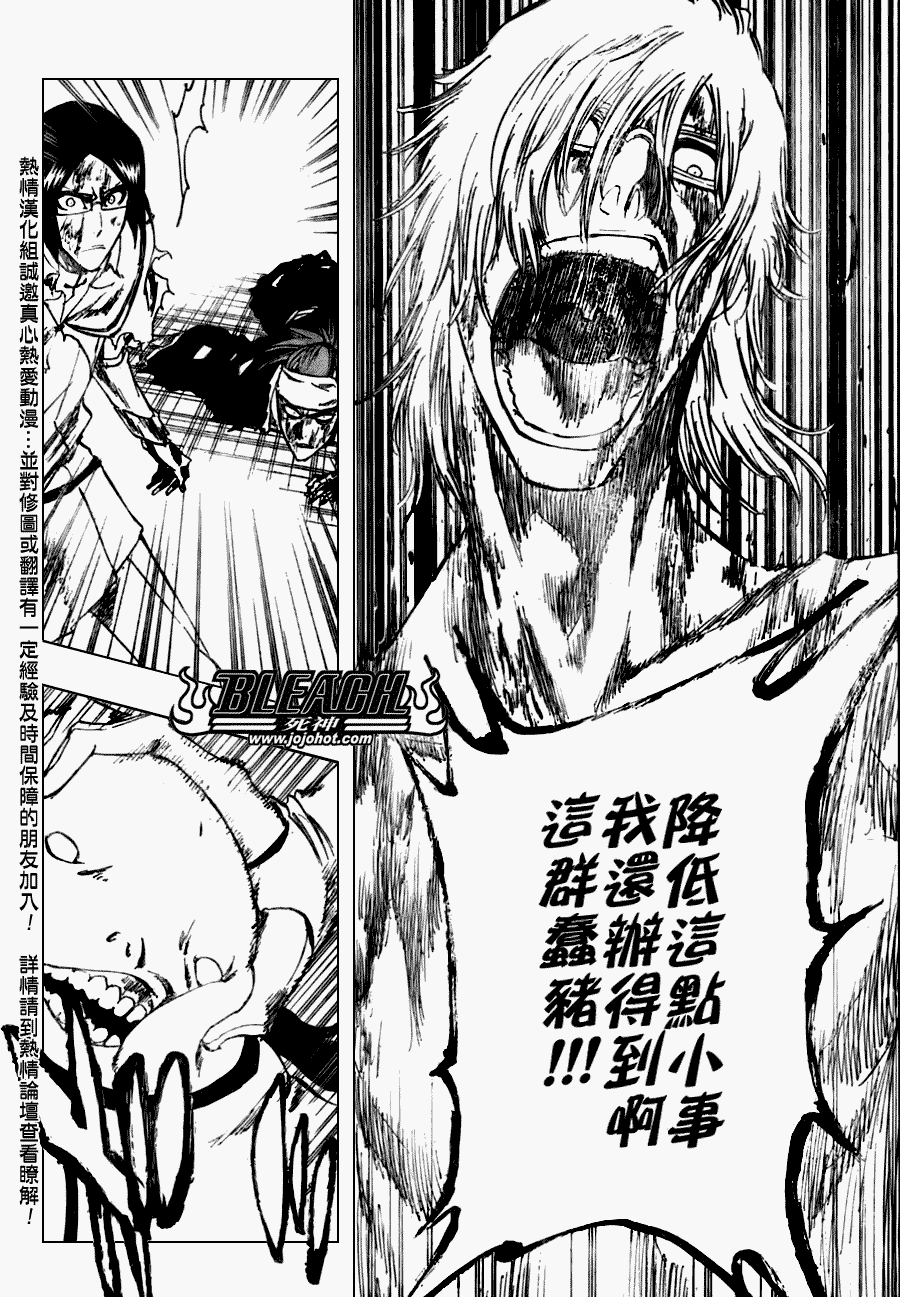 降低這點小事
我還辦得到啊
這群蠢豬!!!
BLEACH
死神
www.jojohot.com
熱情漢化組誠邀真心熱愛動漫…並對修圖或翻譯有一定經驗及時間保障的朋友加入！ 詳情請到熱情論壇查看瞭解！